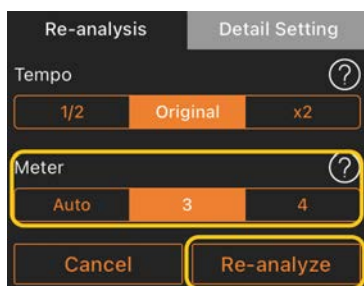 Re-analysis Detail Setting
Tempo ?
1/2 Original x2
Meter ?
Auto 3 4
Cancel Re-analyze